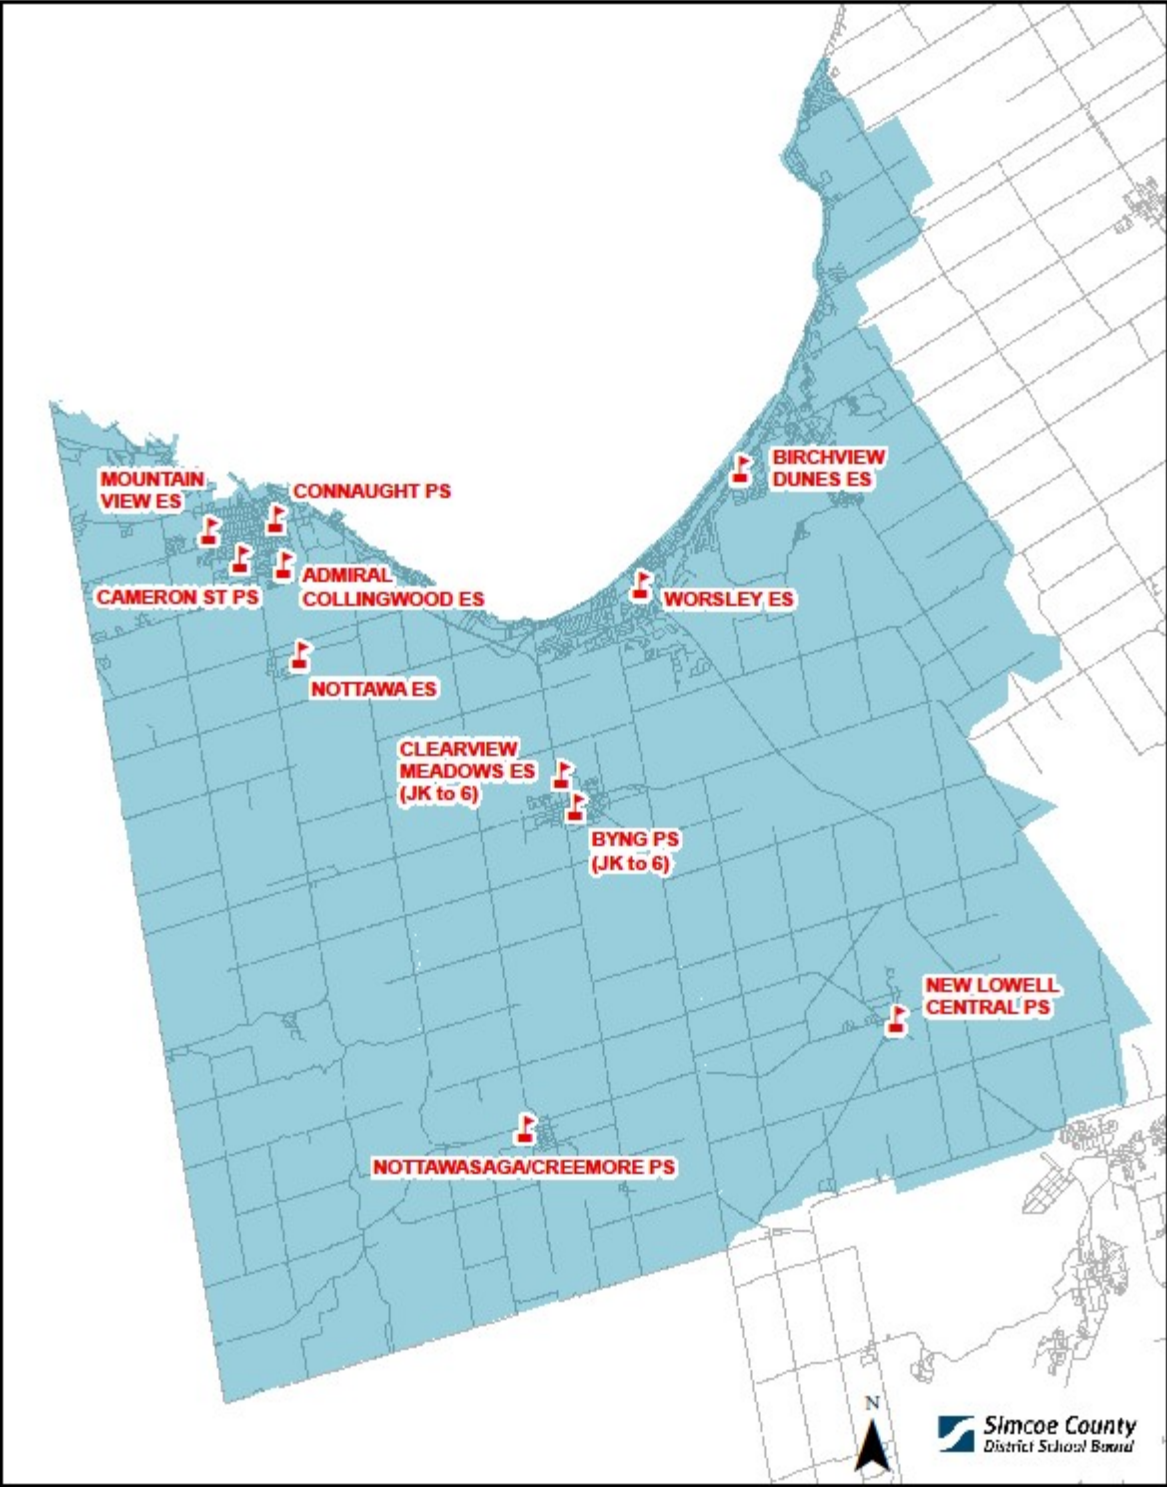 BIRCHVIEW
DUNES ES
MOUNTAIN
VIEW ES
CONNAUGHT PS
ADMIRAL
COLLINGWOOD ES
CAMERON ST PS
WORSLEY ES
NOTTAWA ES
CLEARVIEW
MEADOWS ES
(JK to 6)
BYNG PS
(JK to 6)
NEW LOWELL
CENTRAL PS
NOTTAWASAGA/CREEMORE PS
N
Simcoe County
District School Board